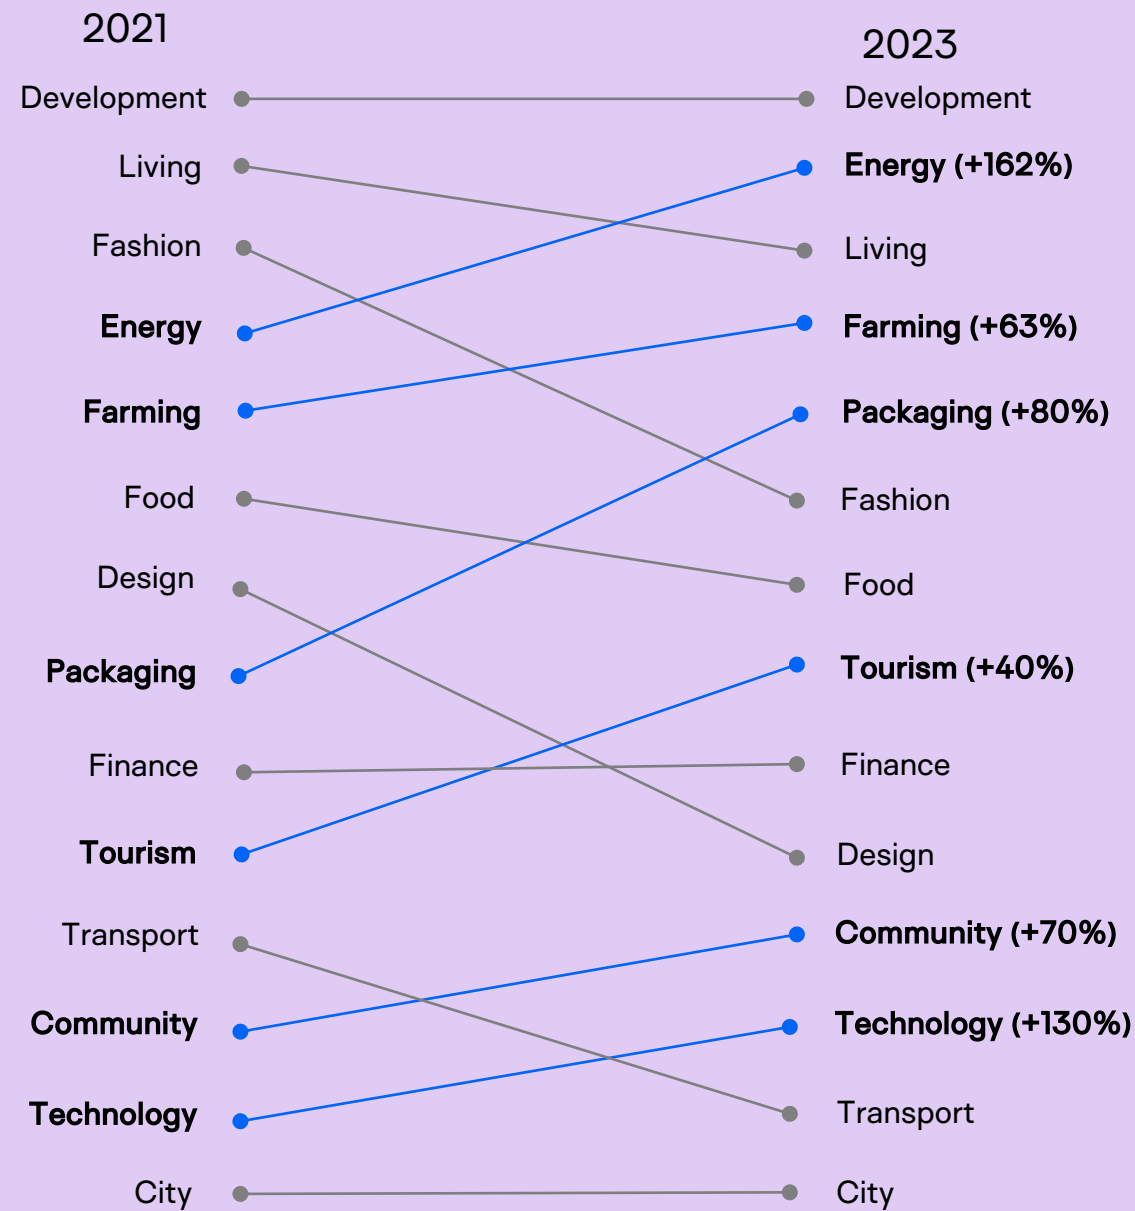 2021
2023
Development
Development
Living
Energy (+162%)
Fashion
Living
Energy
Farming (+63%)
Farming
Packaging (+80%)
Food
Fashion
Design
Food
Packaging
Tourism (+40%)
Finance
Finance
Tourism
Design
Transport
Community (+70%)
Community
Technology (+130%)
Technology
Transport
City
City